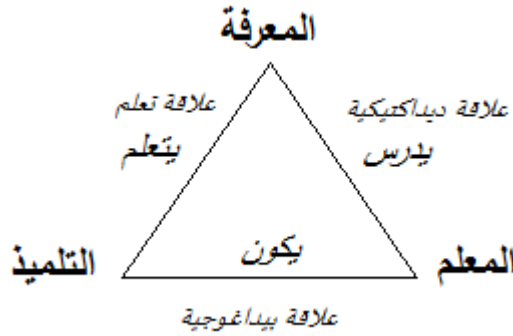 المعرفة
علاقة ديداكتيكية
علاقة تعلم
يدرس
يتعلم
المعلم
يكون
التلميذ
علاقة بيداغوجية